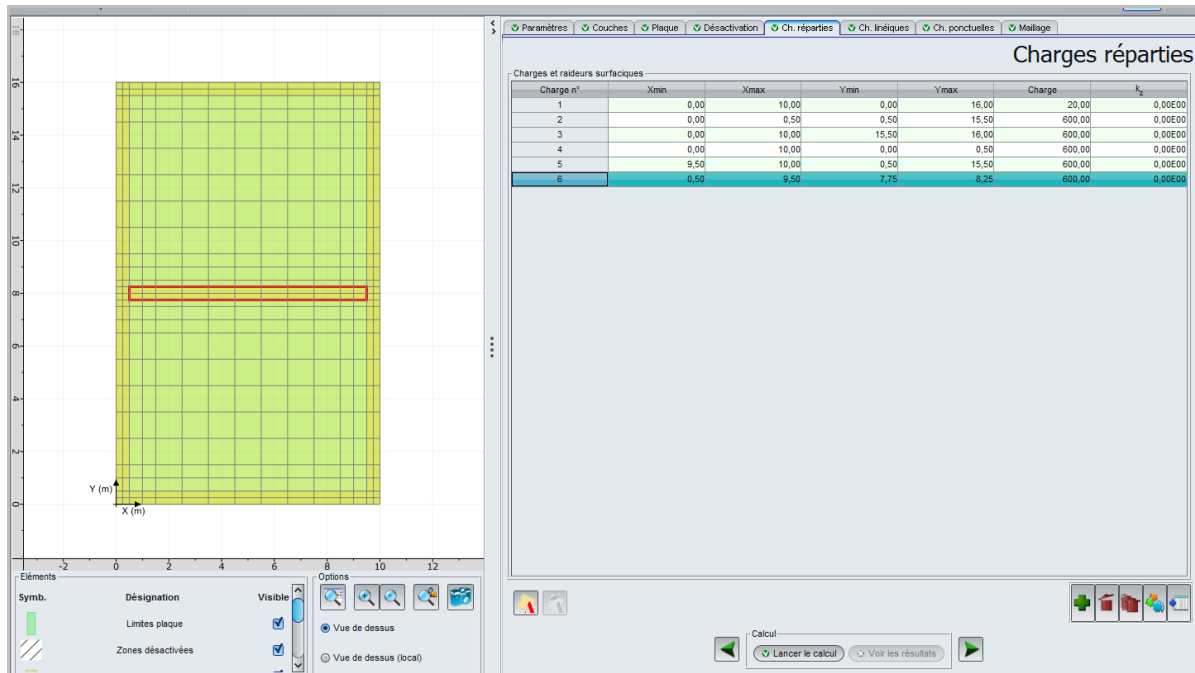 Paramètres Couches Plaque Désactivation Ch. réparties Ch. linéiques Ch. ponctuelles Maillage
Charges réparties
Charges et raideurs surfaciques
Charge n° Xmin Xmax Ymin Ymax Charge kz
1 0,00 10,00 0,00 16,00 20,00 0,00E00
2 0,00 0,50 0,50 15,50 600,00 0,00E00
3 0,00 10,00 15,50 16,00 600,00 0,00E00
4 0,00 10,00 0,00 0,50 600,00 0,00E00
5 9,50 10,00 0,50 15,50 600,00 0,00E00
6 0,50 9,50 7,75 8,25 600,00 0,00E00
18
16
14
12
10
8
6
4
2
0
Y (m)
X (m)
-2 0 2 4 6 8 10 12
Eléments
Symb. Désignation Visible
Limites plaque
Zones désactivées
Options
Vue de dessus
Vue de dessus (local)
Calcul
Lancer le calcul Voir les résultats